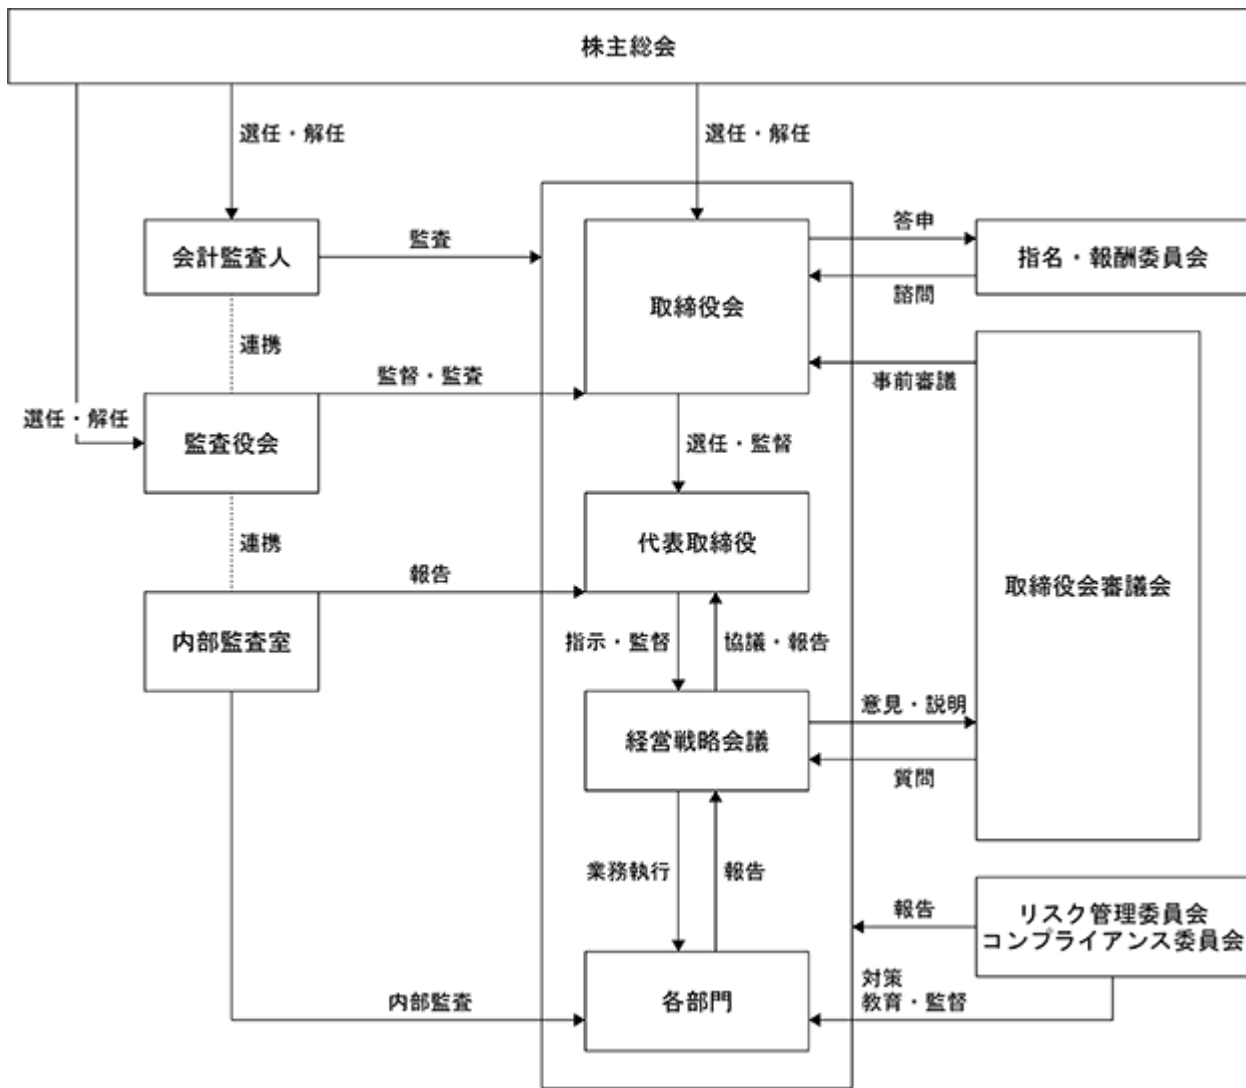 株主総会
選任・解任
選任・解任
会計監査人
監査
取締役会
答申
指名・報酬委員会
諮問
連携
監督・監査
事前審議
選任・解任
監査役会
選任・監督
連携
代表取締役
報告
取締役会審議会
内部監査室
指示・監督
協議・報告
意見・説明
経営戦略会議
質問
業務執行
報告
報告
リスク管理委員会
コンプライアンス委員会
対策
教育・監督
内部監査
各部門